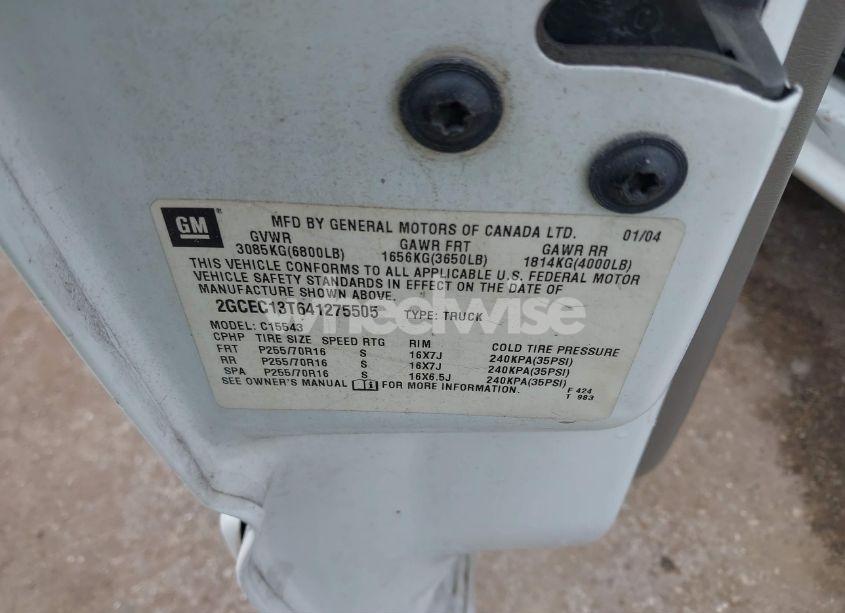 GM
MFD BY GENERAL MOTORS OF CANADA LTD. 01/04
GVWR GAWR FRT GAWR RR
3085KG(6800LB) 1656KG(3650LB) 1814KG(4000LB)
THIS VEHICLE CONFORMS TO ALL APPLICABLE U.S. FEDERAL MOTOR
VEHICLE SAFETY STANDARDS IN EFFECT ON THE DATE OF
MANUFACTURE SHOWN ABOVE.
2GCEC13T641275505 TYPE: TRUCK
MODEL: C15543
CPHP TIRE SIZE SPEED RTG RIM COLD TIRE PRESSURE
FRT P255/70R16 S 16X7J 240KPA(35PSI)
RR P255/70R16 S 16X7J 240KPA(35PSI)
SPA P255/70R16 S 16X6.5J 240KPA(35PSI)
SEE OWNER'S MANUAL FOR MORE INFORMATION.
F 424
T 983
wheelwise